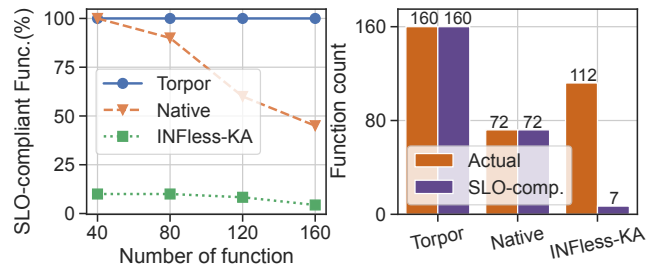 SLO-compliant Func.(%)
100
75
50
25
0
Torpor
Native
INFless-KA
40
80
120
160
Number of function
Function count
160
80
0
160
160
72
72
112
7
Actual
SLO-comp.
Torpor
Native
INFless-KA